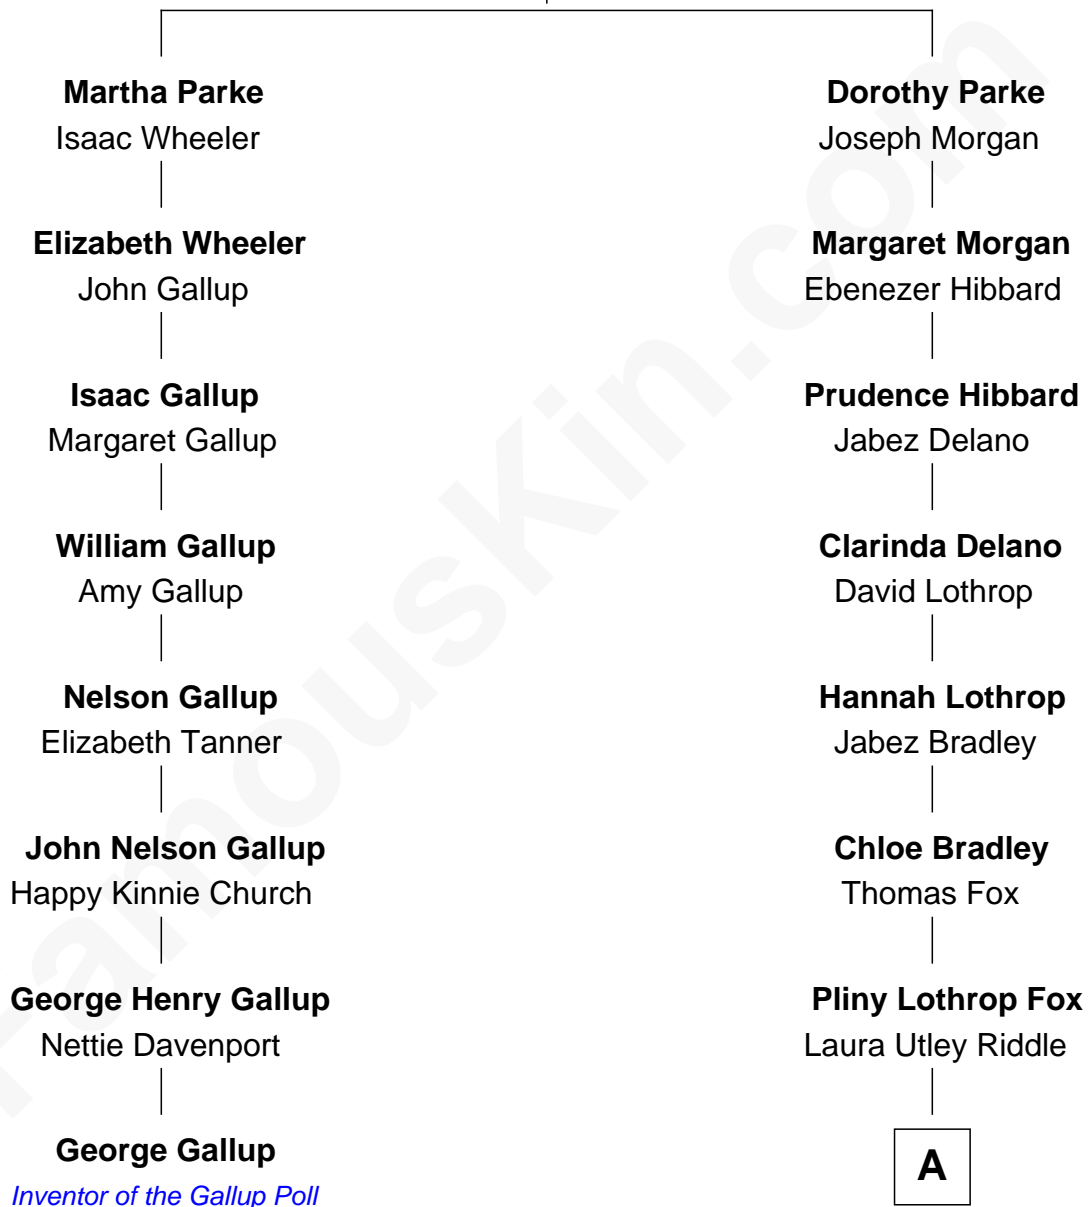 Martha Parke
Isaac Wheeler
Dorothy Parke
Joseph Morgan
Elizabeth Wheeler
John Gallup
Margaret Morgan
Ebenezer Hibbard
Isaac Gallup
Margaret Gallup
Prudence Hibbard
Jabez Delano
William Gallup
Amy Gallup
Clarinda Delano
David Lothrop
Nelson Gallup
Elizabeth Tanner
Hannah Lothrop
Jabez Bradley
John Nelson Gallup
Happy Kinnie Church
Chloe Bradley
Thomas Fox
George Henry Gallup
Nettie Davenport
Pliny Lothrop Fox
Laura Utley Riddle
George Gallup
Inventor of the Gallup Poll
A
FamousKin.com